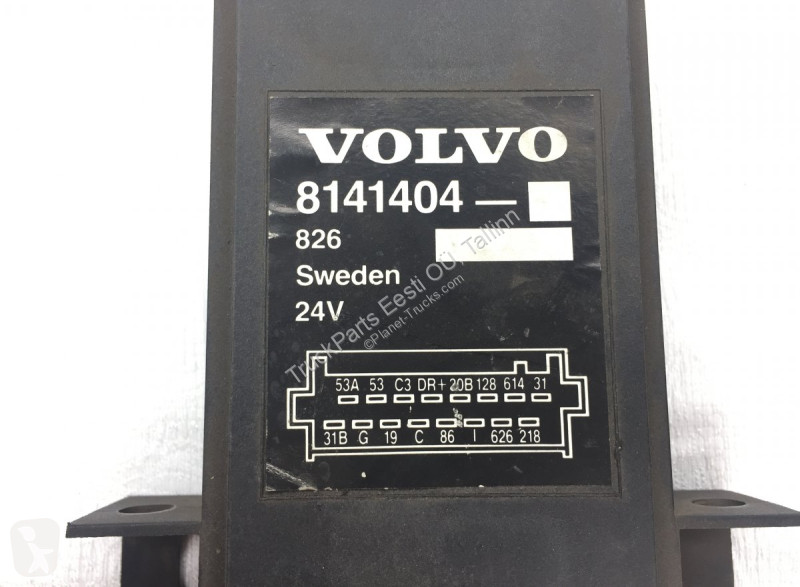 VOLVO
8141404 —
826
Sweden
24V
53A 53 C3 DR+ 20B 128 614 31
31B G 19 C 86 I 626 218
TruckParts Eesti OÜ, Tallinn
©Planet-Trucks.com